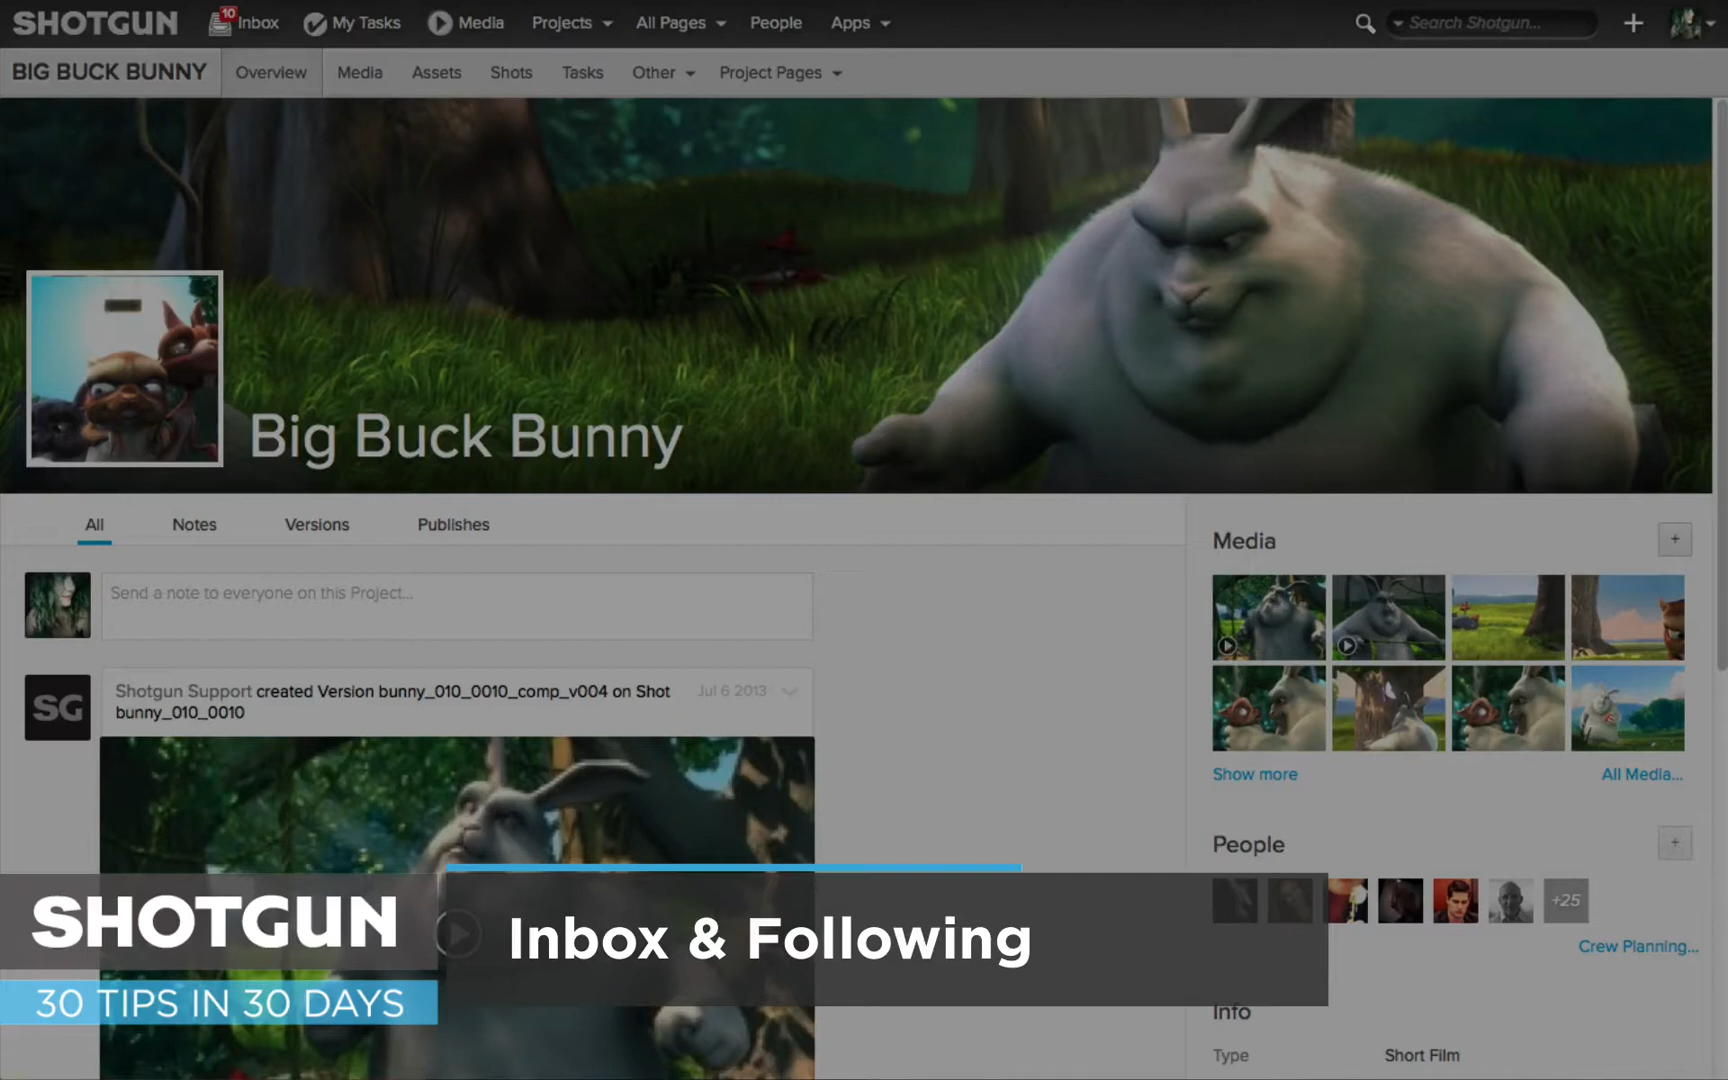 SHOTGUN 10 Inbox My Tasks Media Projects All Pages People Apps Search Shotgun...
BIG BUCK BUNNY Overview Media Assets Shots Tasks Other Project Pages
Big Buck Bunny
All Notes Versions Publishes
Send a note to everyone on this Project...
SG
Shotgun Support created Version bunny_010_0010_comp_v004 on Shot Jul 6 2013
bunny_010_0010
Media +
Show more All Media...
People +
+25
Crew Planning...
Info
Type Short Film
SHOTGUN
30 TIPS IN 30 DAYS
Inbox & Following